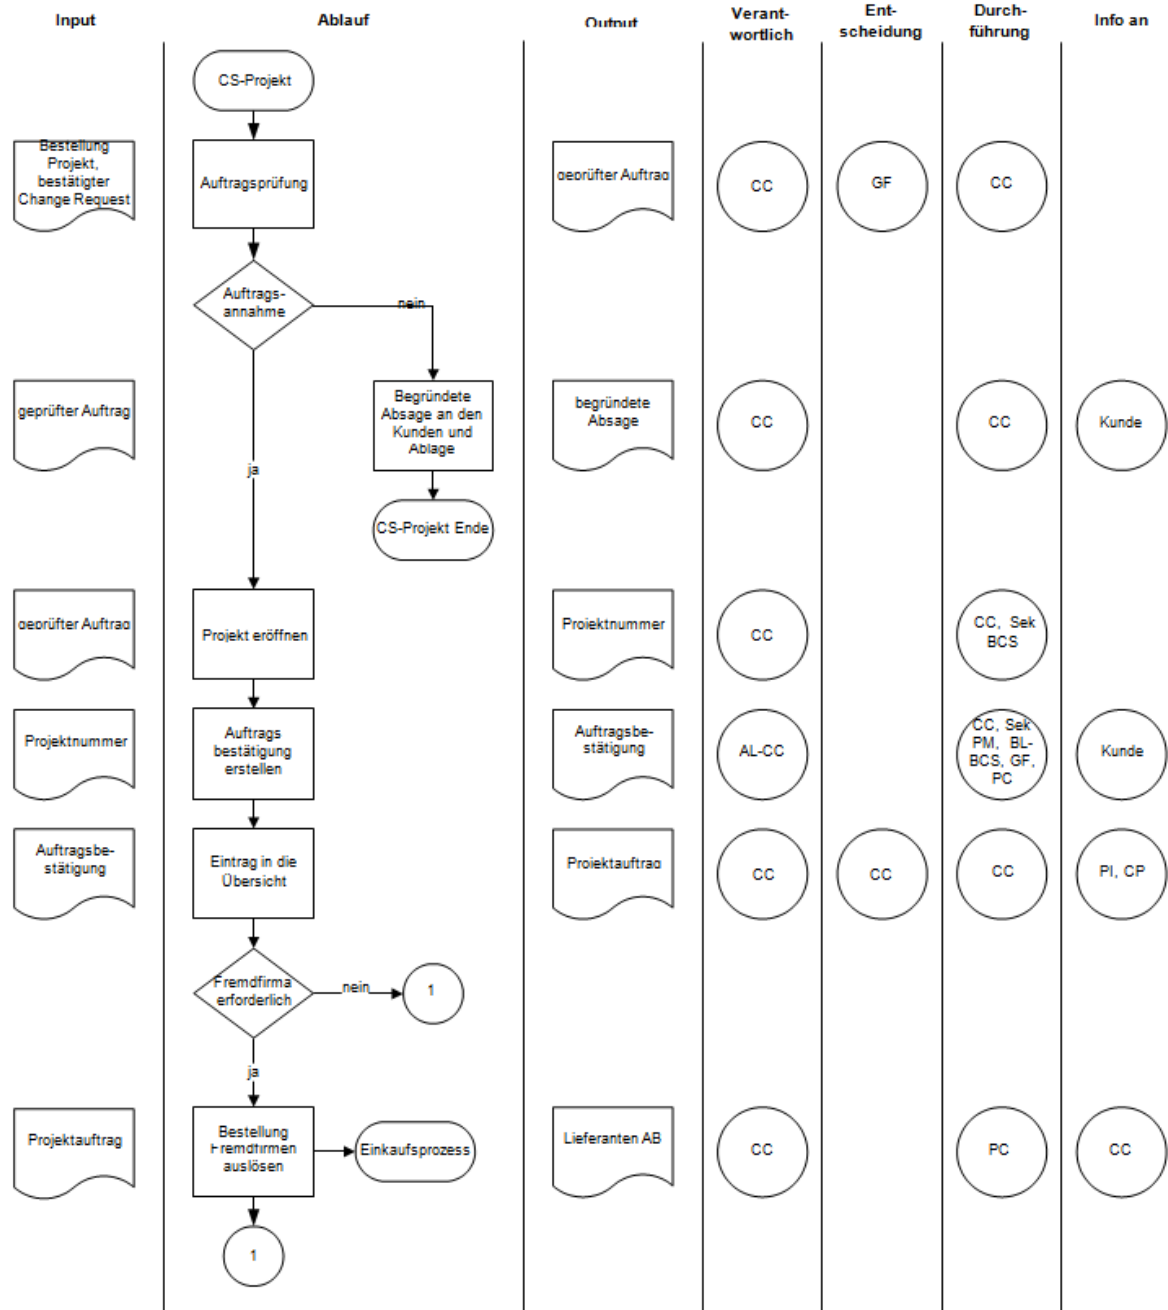 Input
Ablauf
Output
Verant-
wortlich
Ent-
scheidung
Durch-
führung
Info an
CS-Projekt
Bestellung
Projekt,
bestätigter
Change Request
Auftragsprüfung
geprüfter Auftrag
CC
GF
CC
Auftrags-
annahme
nein
geprüfter Auftrag
Begründete
Absage an den
Kunden und
Ablage
begründete
Absage
CC
CC
Kunde
ja
CS-Projekt Ende
geprüfter Auftrag
Projekt eröffnen
Projektnummer
CC
CC, Sek
BCS
Projektnummer
Auftrags
bestätigung
erstellen
Auftragsbe-
stätigung
AL-CC
CC, Sek
PM, BL-
BCS, GF,
PC
Kunde
Auftragsbe-
stätigung
Eintrag in die
Übersicht
Projektauftrag
CC
CC
CC
PI, CP
Fremdfirma
erforderlich
nein
1
ja
Projektauftrag
Bestellung
Fremdfirmen
auslösen
Einkaufsprozess
Lieferanten AB
CC
PC
CC
1